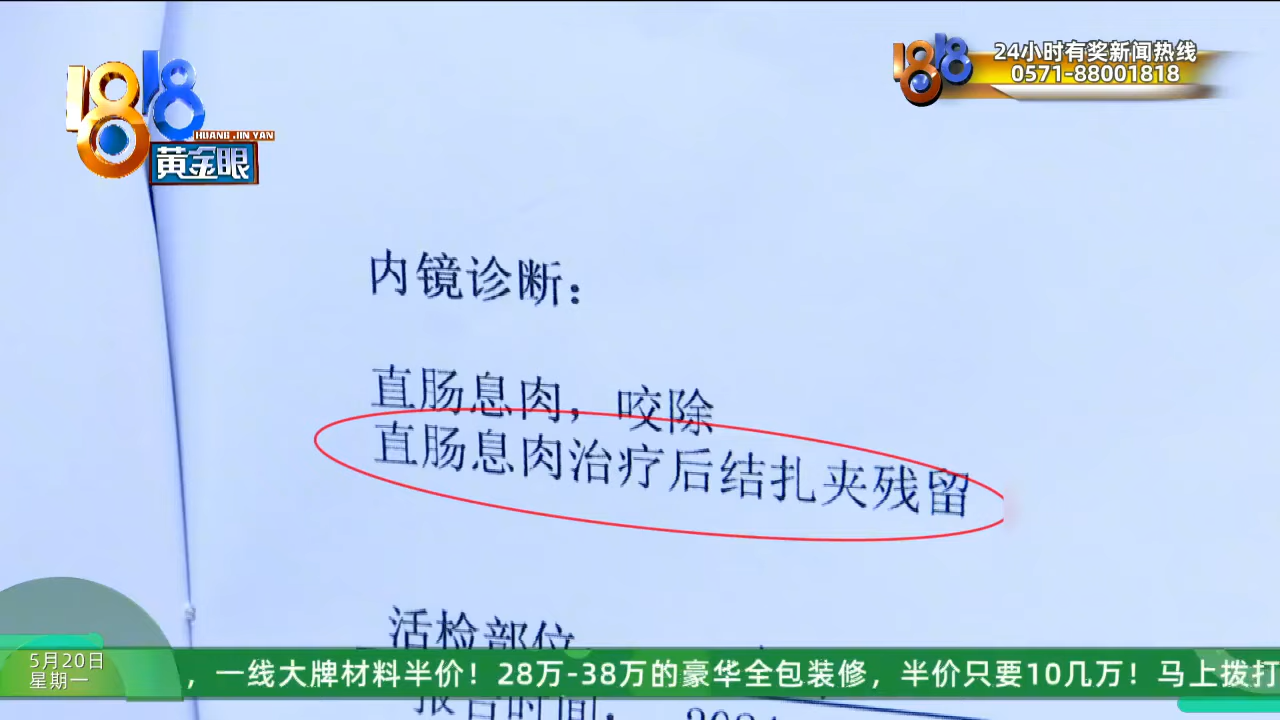 1818
HUANG JIN YAN
黄金眼
1818
24小时有奖新闻热线
0571-88001818
内镜诊断：
直肠息肉，咬除
直肠息肉治疗后结扎夹残留
活检部位
报告时间：
5月20日
星期一
，一线大牌材料半价！28万-38万的豪华全包装修，半价只要10几万！马上拨打